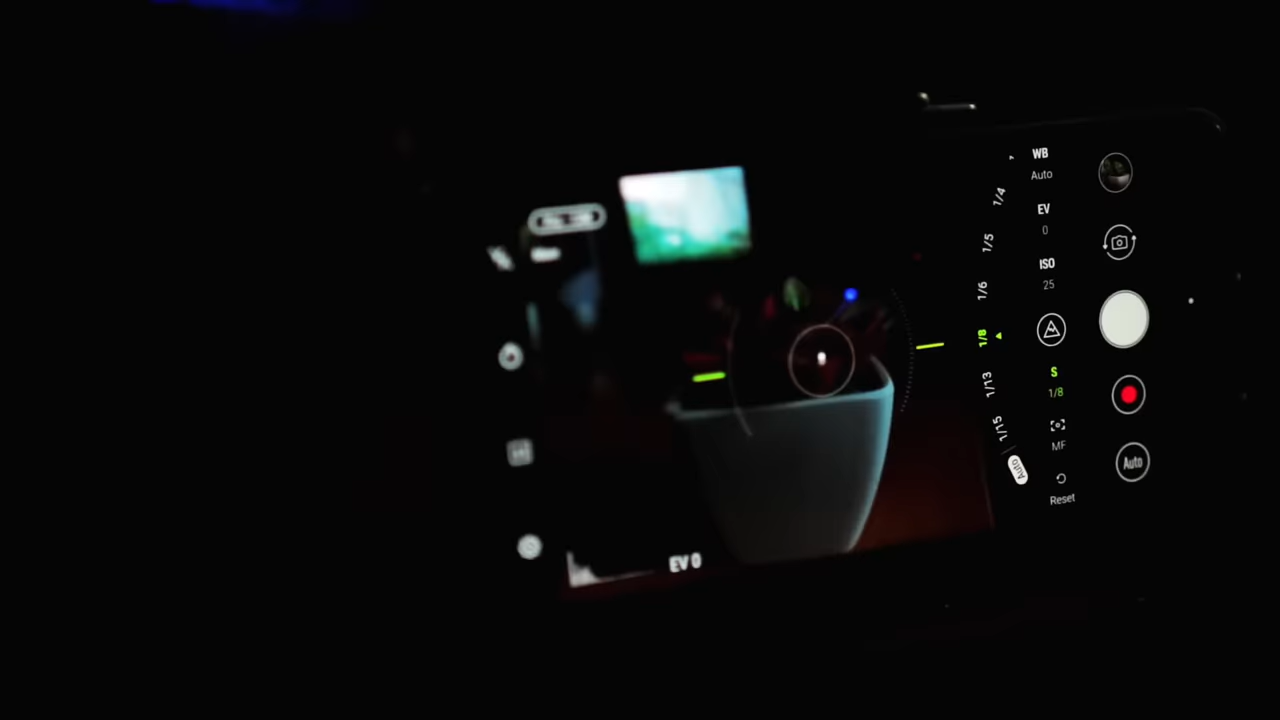 WB
Auto
EV
0
ISO
25
S
1/8
MF
Reset
1/4
1/5
1/6
1/8
1/13
1/15
Auto
Auto
EV 0